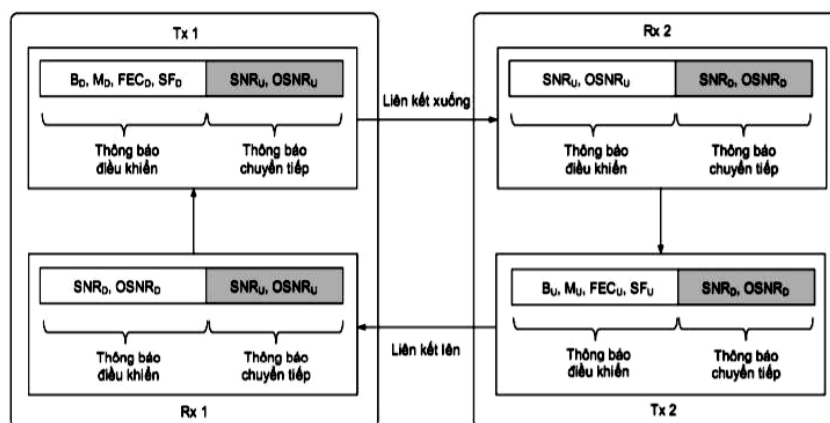 Tx 1
B_D, M_D, FEC_D, SF_D
SNR_U, OSNR_U
Thông báo
điều khiển
Thông báo
chuyển tiếp
Liên kết xuống
Rx 2
SNR_U, OSNR_U
SNR_D, OSNR_D
Thông báo
điều khiển
Thông báo
chuyển tiếp
SNR_D, OSNR_D
SNR_U, OSNR_U
Thông báo
điều khiển
Thông báo
chuyển tiếp
Rx 1
Liên kết lên
B_U, M_U, FEC_U, SF_U
SNR_D, OSNR_D
Thông báo
điều khiển
Thông báo
chuyển tiếp
Tx 2